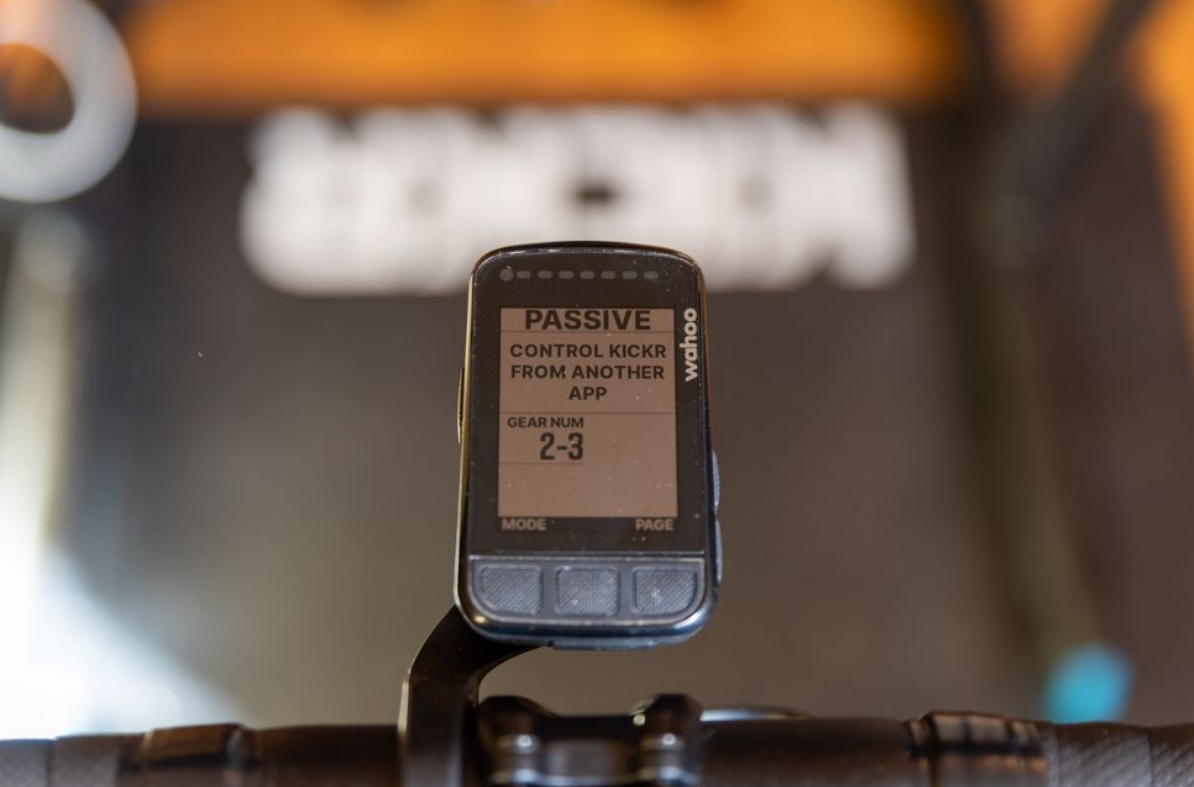 PASSIVE
wahoo
CONTROL KICKR
FROM ANOTHER
APP
GEAR NUM
2-3
MODE PAGE